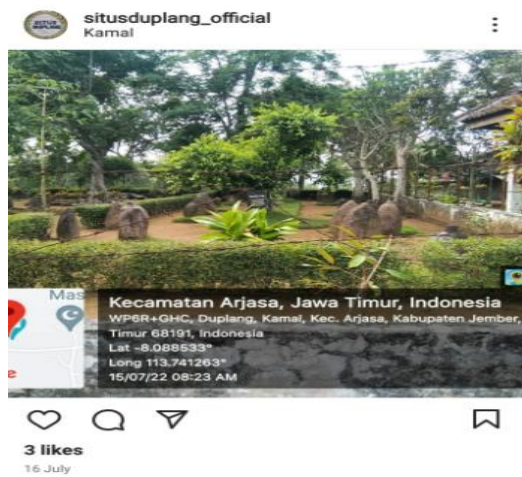 situsduplang_official
Kamal
Mas
Kecamatan Arjasa, Jawa Timur, Indonesia
WP6R+GHC, Duplang, Kamal, Kec. Arjasa, Kabupaten Jember,
Timur 68191, Indonesia
Lat -8.088533°
Long 113.741263°
15/07/22 08:23 AM
e
3 likes
16 July